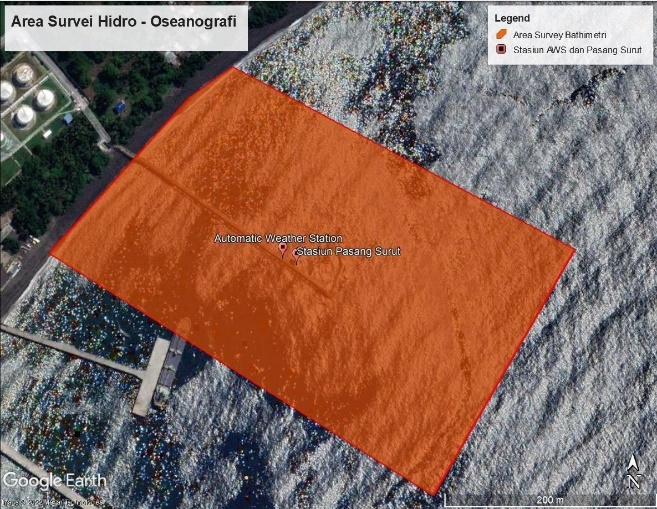 Area Survei Hidro - Oseanografi
Legend
Area Survey Bathimetri
Stasiun AWS dan Pasang Surut
Automatic Weather Station
Stasiun Pasang Surut
Google Earth
200 m
N